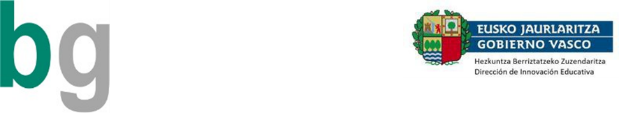 bg
EUSKO JAURLARITZA
GOBIERNO VASCO
Hezkuntza Berriztatzeko Zuzendaritza
Dirección de Innovación Educativa